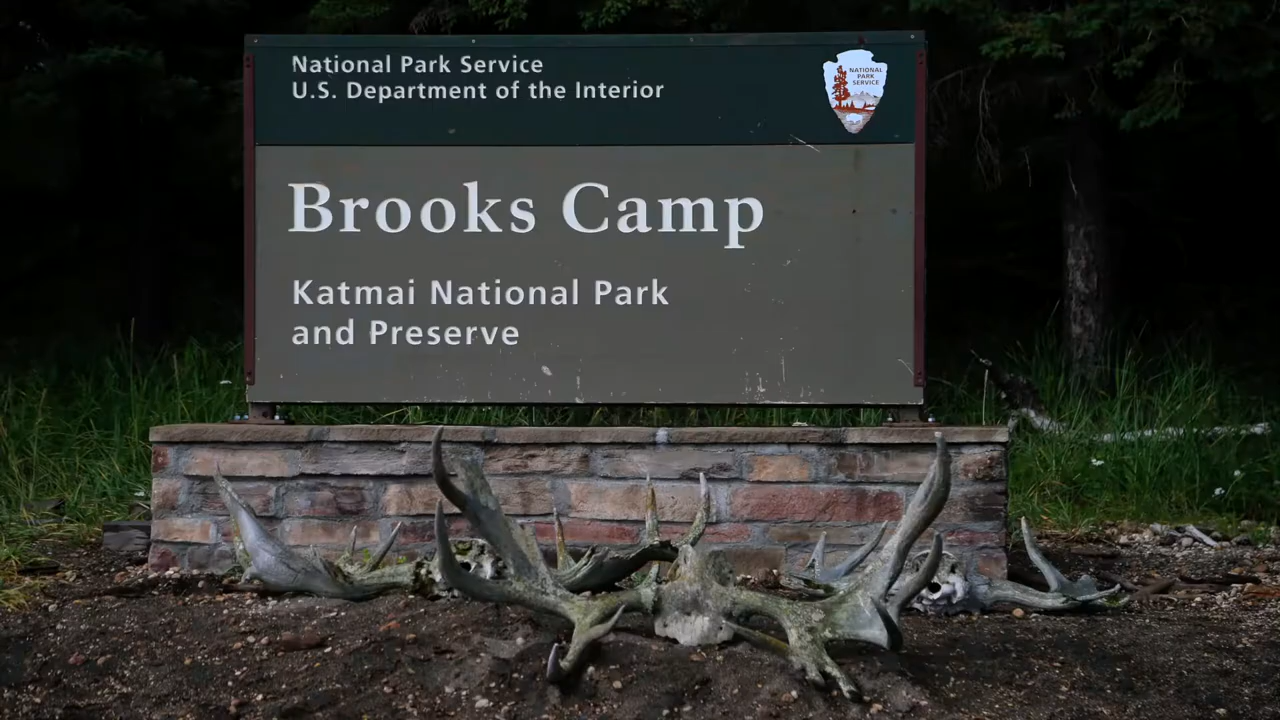 National Park Service
U.S. Department of the Interior
NATIONAL
PARK
SERVICE
Brooks Camp
Katmai National Park
and Preserve